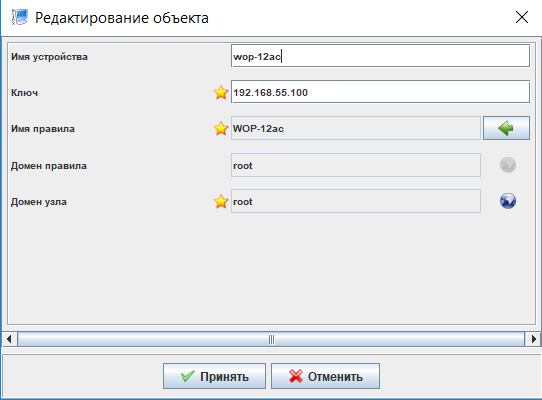 Редактирование объекта
Имя устройства wop-12ac
Ключ 192.168.55.100
Имя правила WOP-12ac
Домен правила root
Домен узла root
Принять Отменить